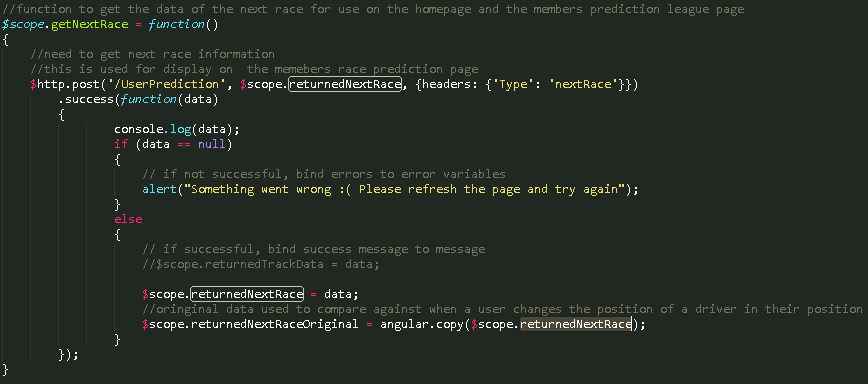 //function to get the data of the next race for use on the homepage and the members prediction league page
$scope.getNextRace = function()
{
//need to get next race information
//this is used for display on  the memebers race prediction page
$http.post('/UserPrediction', $scope.returnedNextRace, {headers: {'Type': 'nextRace'}})
.success(function(data)
{
console.log(data);
if (data == null)
{
// if not successful, bind errors to error variables
alert("Something went wrong :( Please refresh the page and try again");
}
else
{
// if successful, bind success message to message
//$scope.returnedTrackData = data;
$scope.returnedNextRace = data;
//oringinal data used to compare against when a user changes the position of a driver in their position
$scope.returnedNextRaceOriginal = angular.copy($scope.returnedNextRace);
}
});
}